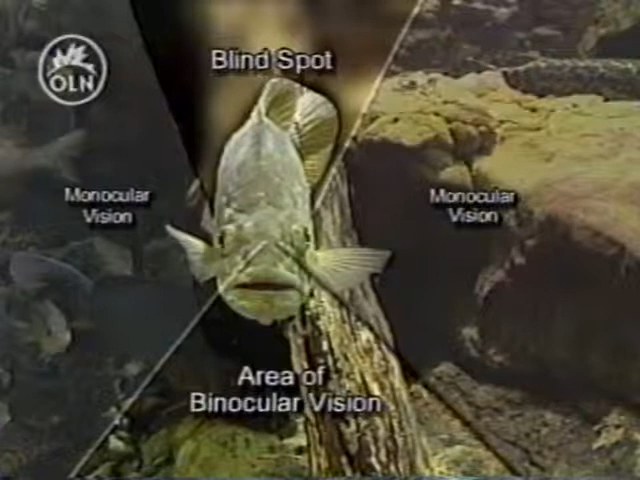 OLN
Blind Spot
Monocular
Vision
Monocular
Vision
Area of
Binocular Vision